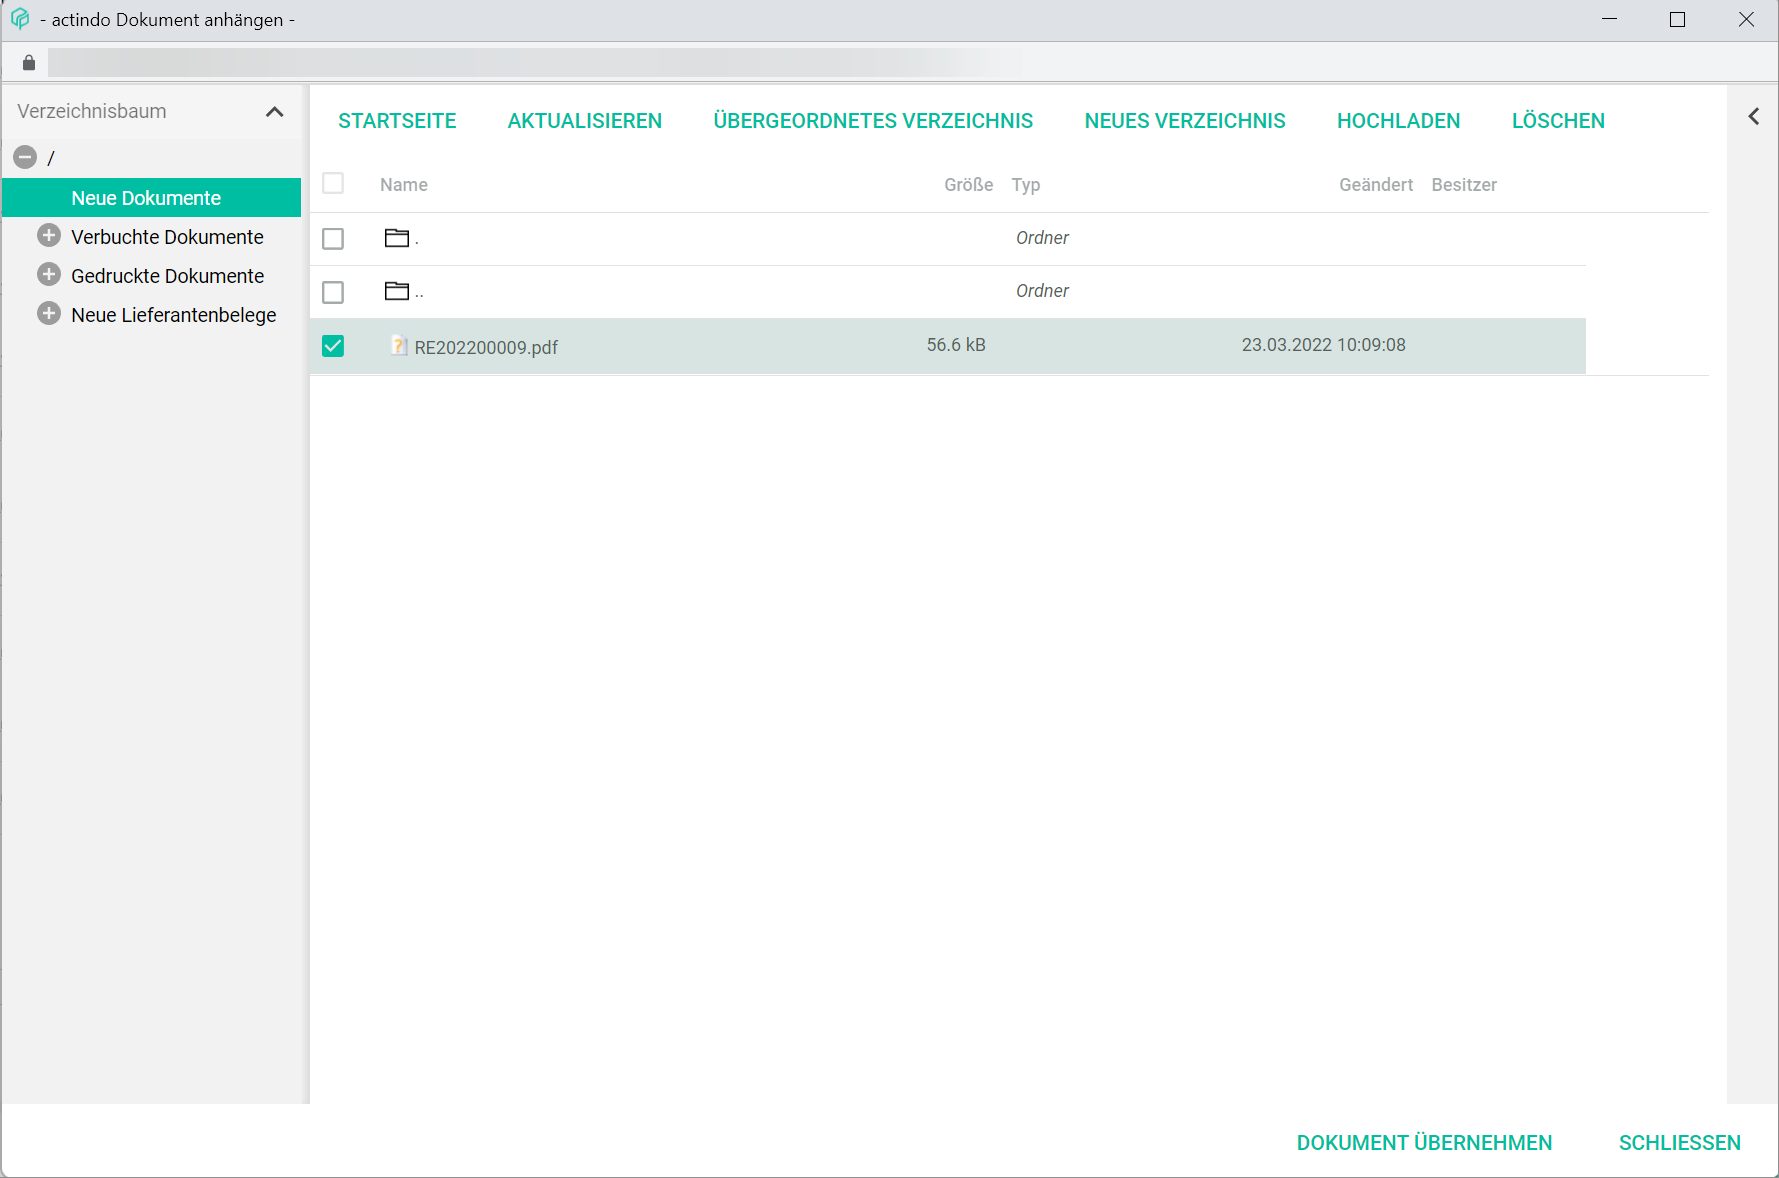 - actindo Dokument anhängen -
Verzeichnisbaum
/
Neue Dokumente
Verbuchte Dokumente
Gedruckte Dokumente
Neue Lieferantenbelege
STARTSEITE AKTUALISIEREN ÜBERGEORDNETES VERZEICHNIS NEUES VERZEICHNIS HOCHLADEN LÖSCHEN
Name Größe Typ Geändert Besitzer
. Ordner
.. Ordner
RE202200009.pdf 56.6 kB 23.03.2022 10:09:08
DOKUMENT ÜBERNEHMEN SCHLIESSEN